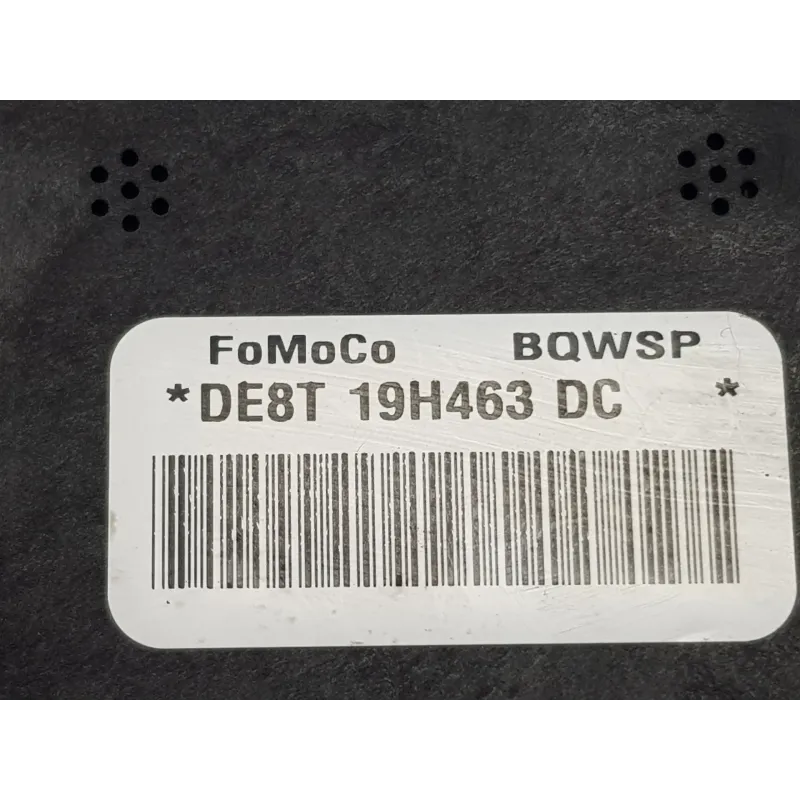 FoMoCo BQWSP
*DE8T 19H463 DC *